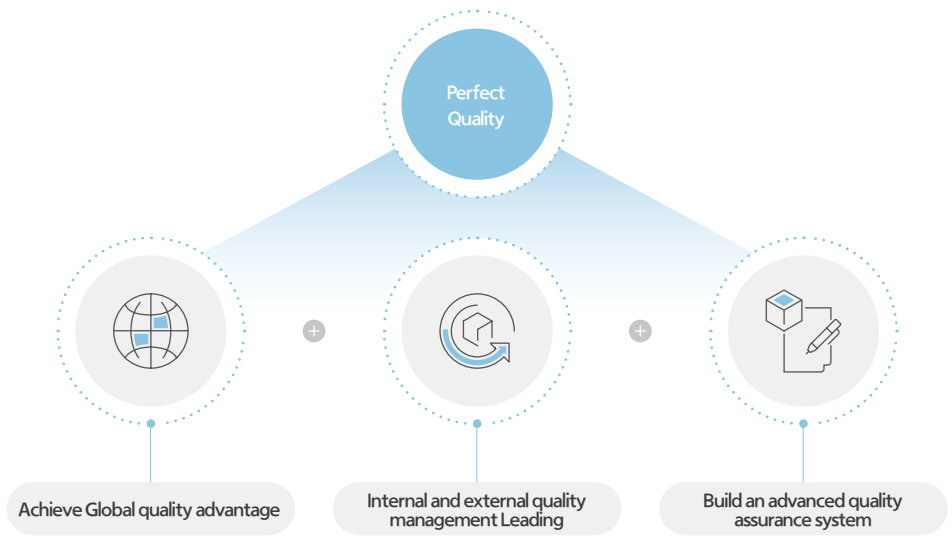 Perfect
Quality
Achieve Global quality advantage
Internal and external quality
management Leading
Build an advanced quality
assurance system